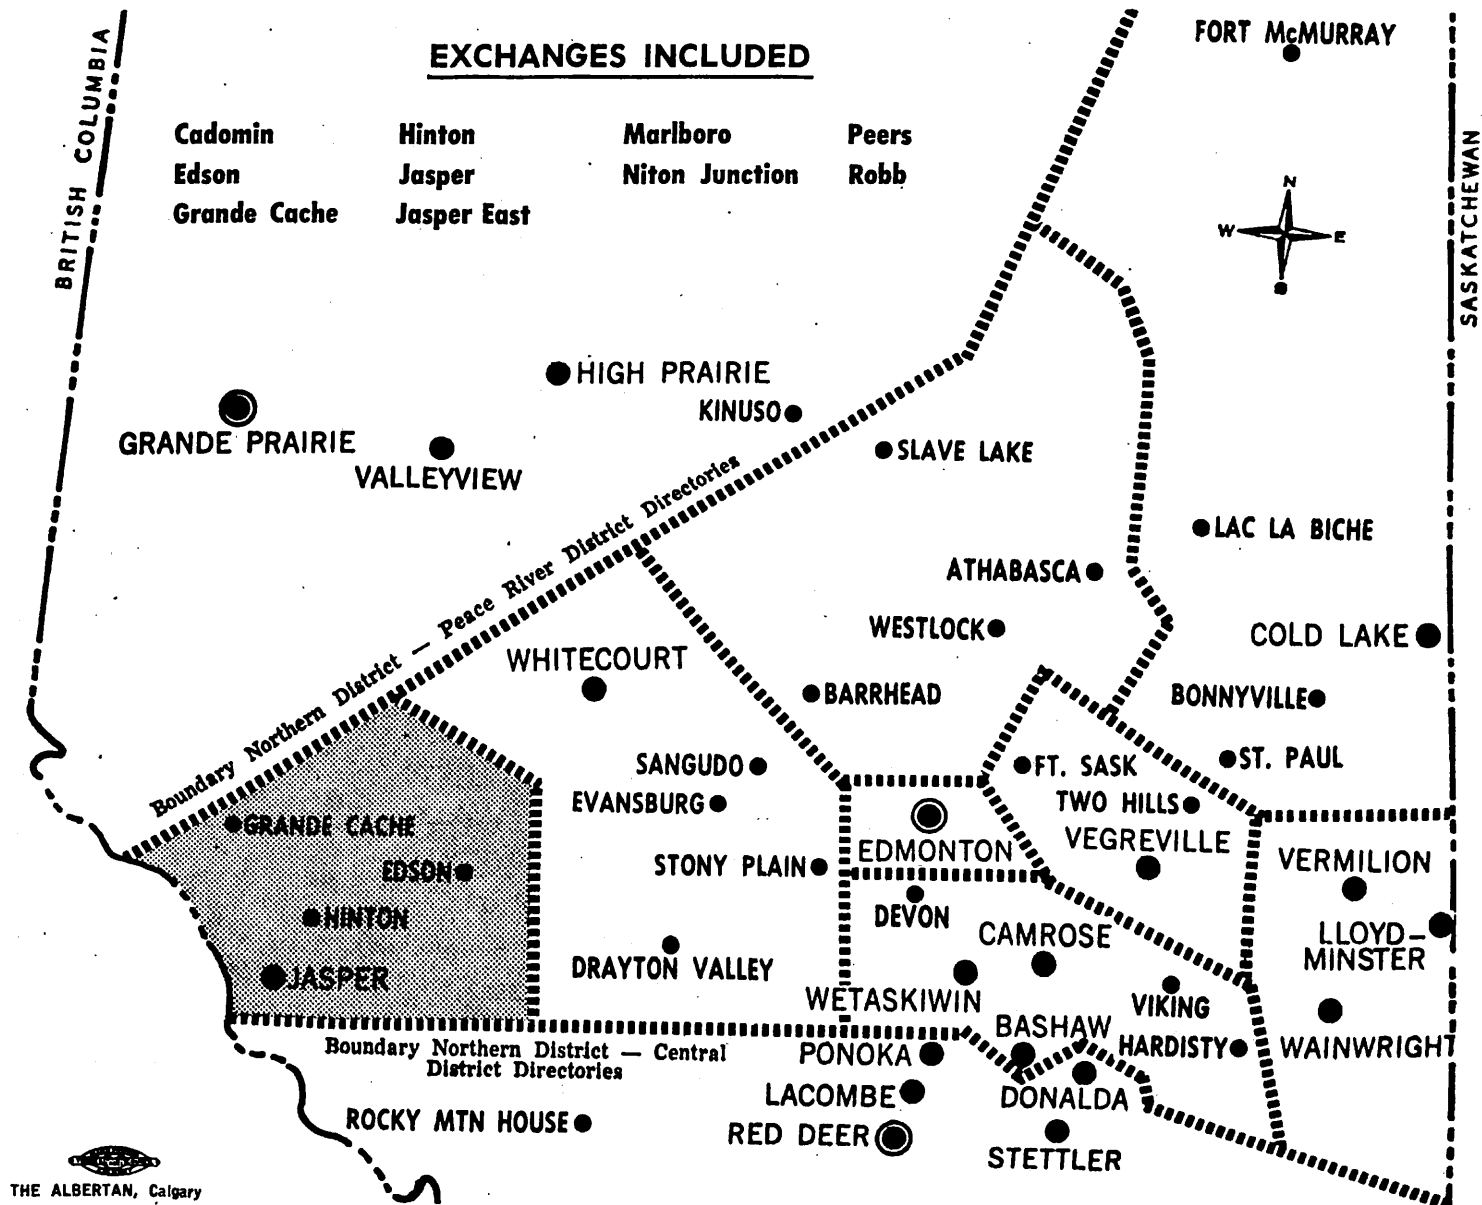 EXCHANGES INCLUDED
Cadomin Hinton Marlboro Peers
Edson Jasper Niton Junction Robb
Grande Cache Jasper East
BRITISH COLUMBIA
FORT McMURRAY
SASKATCHEWAN
N
W E
S
HIGH PRAIRIE
KINUSO
GRANDE PRAIRIE
VALLEYVIEW
SLAVE LAKE
Boundary Northern District — Peace River District Directories
LAC LA BICHE
ATHABASCA
WESTLOCK
COLD LAKE
WHITECOURT
BARRHEAD
BONNYVILLE
SANGUDO
FT. SASK
ST. PAUL
EVANSBURG
TWO HILLS
GRANDE CACHE
VEGREVILLE
EDMONTON
VERMILION
EDSON
STONY PLAIN
HINTON
DEVON
CAMROSE
LLOYD–
MINSTER
JASPER
DRAYTON VALLEY
WETASKIWIN
VIKING
BASHAW
HARDISTY
WAINWRIGHT
Boundary Northern District — Central
District Directories
PONOKA
LACOMBE
DONALDA
ROCKY MTN HOUSE
RED DEER
STETTLER
THE ALBERTAN, Calgary